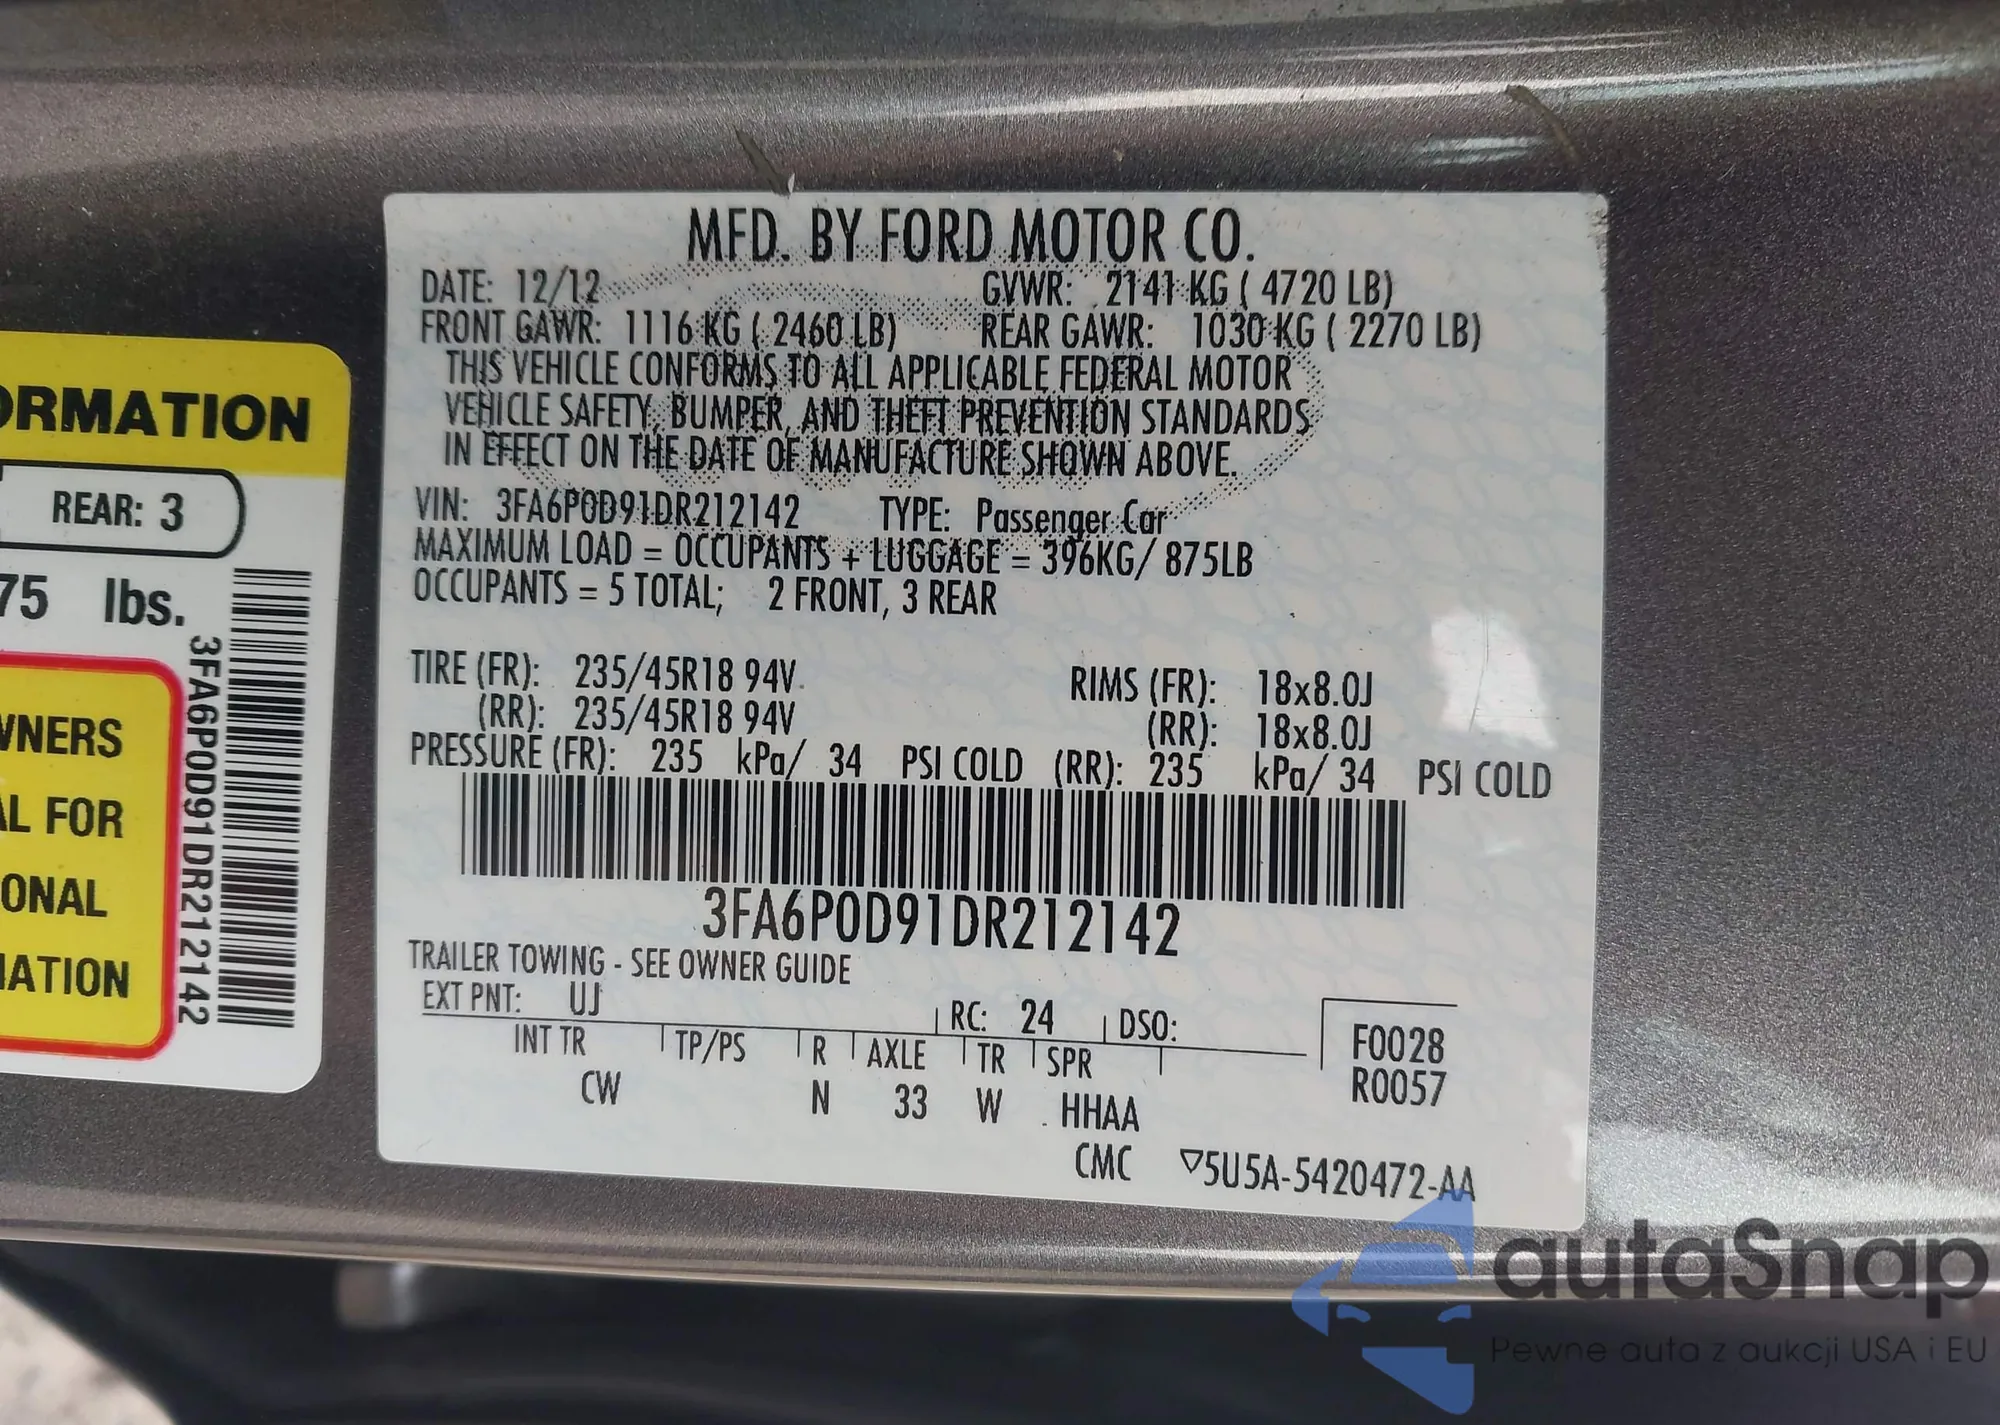 ORMATION
REAR: 3
75 lbs.
WNERS
AL FOR
ONAL
MATION
3FA6P0D91DR212142
MFD. BY FORD MOTOR CO.
DATE: 12/12 GVWR: 2141 KG ( 4720 LB)
FRONT GAWR: 1116 KG ( 2460 LB) REAR GAWR: 1030 KG ( 2270 LB)
THIS VEHICLE CONFORMS TO ALL APPLICABLE FEDERAL MOTOR
VEHICLE SAFETY, BUMPER, AND THEFT PREVENTION STANDARDS
IN EFFECT ON THE DATE OF MANUFACTURE SHOWN ABOVE.
VIN: 3FA6P0D91DR212142 TYPE: Passenger Car
MAXIMUM LOAD = OCCUPANTS + LUGGAGE = 396KG/ 875LB
OCCUPANTS = 5 TOTAL; 2 FRONT, 3 REAR
TIRE (FR): 235/45R18 94V RIMS (FR): 18x8.0J
(RR): 235/45R18 94V (RR): 18x8.0J
PRESSURE (FR): 235 kPa/ 34 PSI COLD (RR): 235 kPa/ 34 PSI COLD
3FA6P0D91DR212142
TRAILER TOWING - SEE OWNER GUIDE
EXT PNT: UJ RC: 24 DSO:
INT TR TP/PS R AXLE TR SPR
CW N 33 W HHAA
F0028
R0057
CMC ▽5U5A-5420472-AA
autaSnap
Pewne auta z aukcji USA i EU